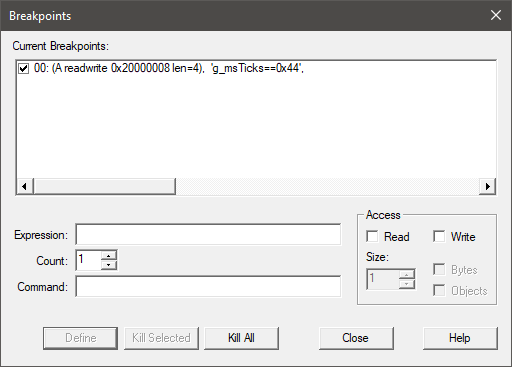 Breakpoints
Current Breakpoints:
00: (A readwrite 0x20000008 len=4), 'g_msTicks==0x44',
Access
Expression:
Read
Write
Count:
1
Size:
1
Bytes
Command:
Objects
Define
Kill Selected
Kill All
Close
Help